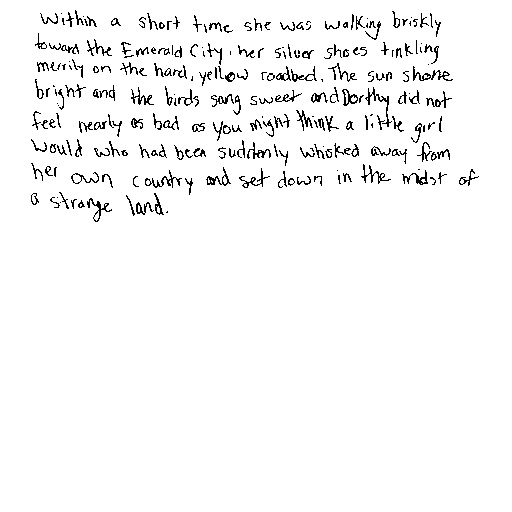 Within a short time she was walking briskly
toward the Emerald City, her silver shoes tinkling
merrily on the hard, yellow roadbed. The sun shone
bright and the birds sang sweet and Dorthy did not
feel nearly as bad as you might think a little girl
would who had been suddenly whisked away from
her own country and set down in the midst of
a strange land.